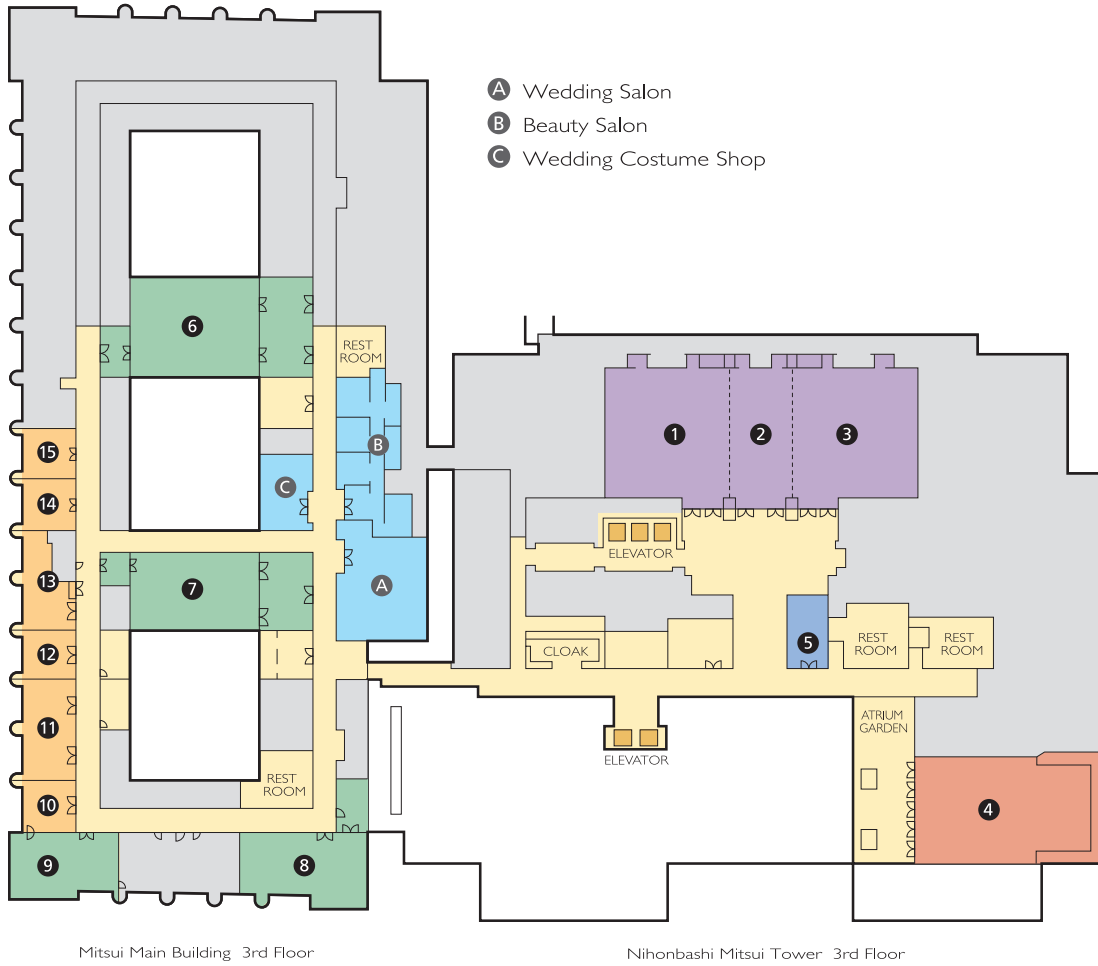 A Wedding Salon
B Beauty Salon
C Wedding Costume Shop
6
REST
ROOM
1
2
3
15
B
C
14
ELEVATOR
13
7
A
12
CLOAK
5
REST
ROOM
REST
ROOM
11
ATRIUM
GARDEN
ELEVATOR
REST
ROOM
10
4
9
8
Mitsui Main Building 3rd Floor
Nihonbashi Mitsui Tower 3rd Floor